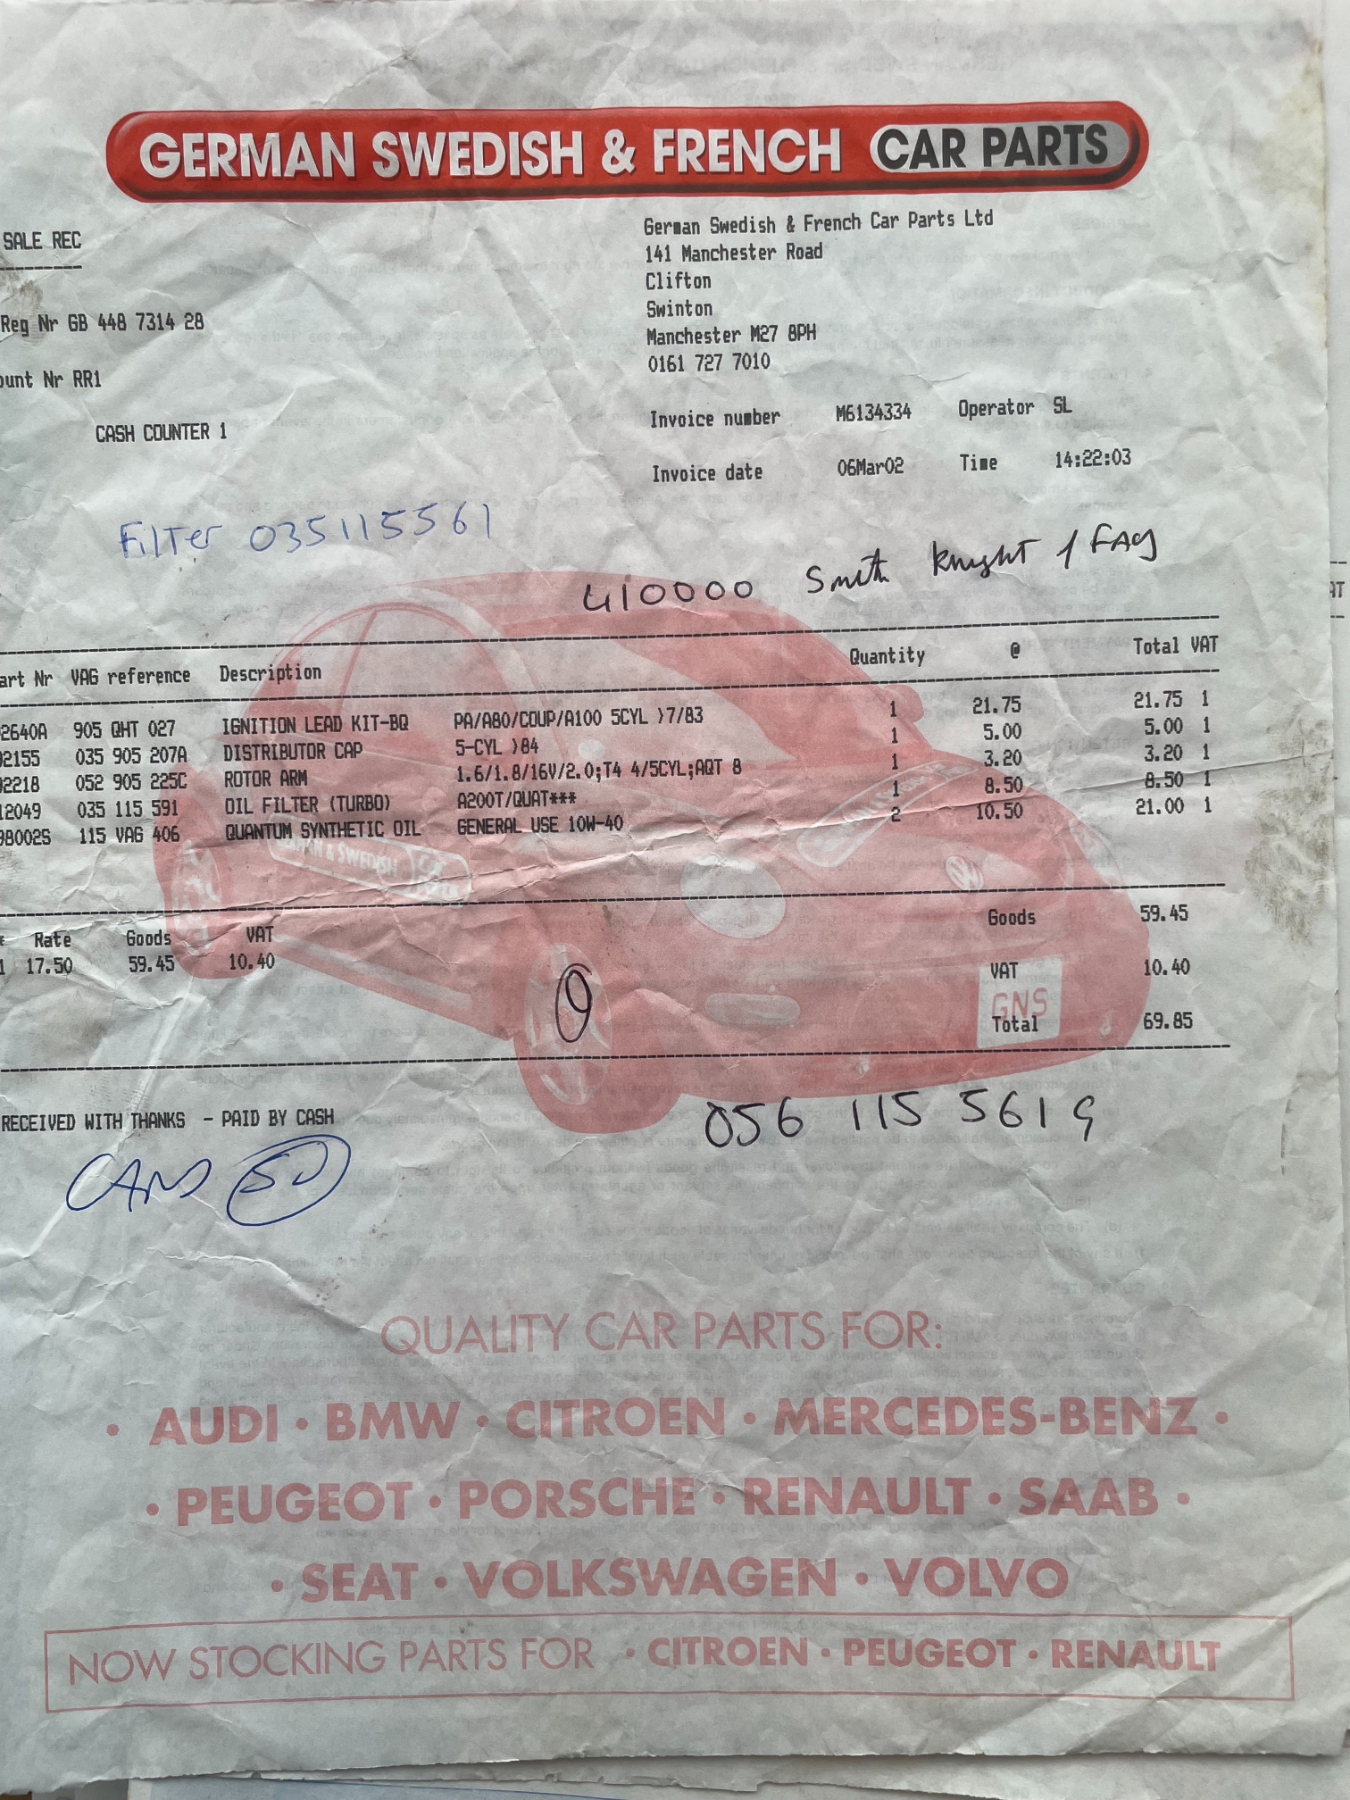 GERMAN SWEDISH & FRENCH CAR PARTS
SALE REC
German Swedish & French Car Parts Ltd
141 Manchester Road
Clifton
Swinton
Manchester M27 8PH
0161 727 7010
Reg Nr GB 448 7314 28
ount Nr RR1
CASH COUNTER 1
Invoice number M6134334 Operator SL
Invoice date 06Mar02 Time 14:22:03
Filter 035115561
410000 Smith Knight / FAG
art Nr VAG reference Description Quantity @ Total VAT
2640A 905 QHT 027 IGNITION LEAD KIT-BQ PA/A80/COUP/A100 5CYL >7/83 1 21.75 21.75 1
2155 035 905 207A DISTRIBUTOR CAP 5-CYL >84 1 5.00 5.00 1
2218 052 905 225C ROTOR ARM 1.6/1.8/16V/2.0;T4 4/5CYL;AQT 8 1 3.20 3.20 1
12049 035 115 591 OIL FILTER (TURBO) A200T/QUAT*** 1 8.50 8.50 1
98002S 115 VAG 406 QUANTUM SYNTHETIC OIL GENERAL USE 10W-40 2 10.50 21.00 1
Goods 59.45
Rate Goods VAT
1 17.50 59.45 10.40
VAT 10.40
GNS
Total 69.85
RECEIVED WITH THANKS - PAID BY CASH
056 115 561 G
QUALITY CAR PARTS FOR:
• AUDI • BMW • CITROEN • MERCEDES-BENZ •
• PEUGEOT • PORSCHE • RENAULT • SAAB •
• SEAT • VOLKSWAGEN • VOLVO
NOW STOCKING PARTS FOR • CITROEN • PEUGEOT • RENAULT